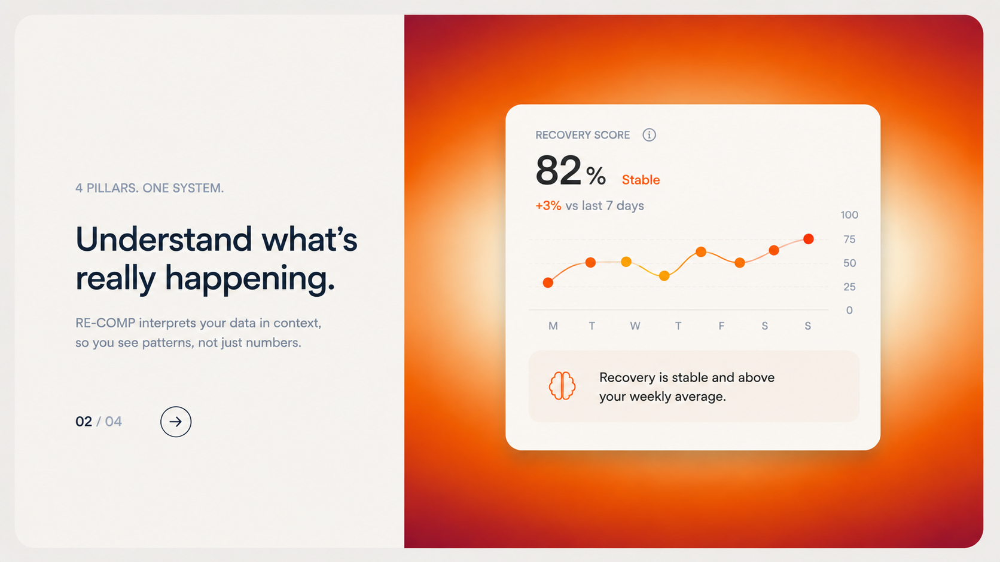 4 PILLARS. ONE SYSTEM.
Understand what’s
really happening.
RE-COMP interprets your data in context,
so you see patterns, not just numbers.
02 / 04
RECOVERY SCORE
82 % Stable
+3% vs last 7 days
100
75
50
25
0
M T W T F S S
Recovery is stable and above
your weekly average.